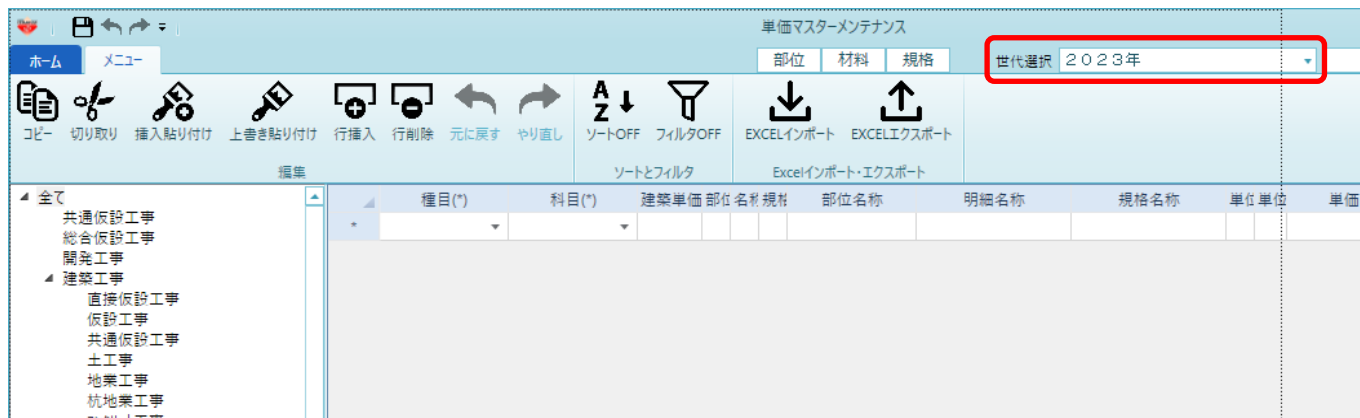 単価マスターメンテナンス
ホーム メニュー 部位 材料 規格 世代選択 2023年
コピー 切り取り 挿入貼り付け 上書き貼り付け 行挿入 行削除 元に戻す やり直し ソートOFF フィルタOFF EXCELインポート EXCELエクスポート
編集 ソートとフィルタ Excelインポート・エクスポート
種目(*) 科目(*) 建築単価 部位 名称 規格 部位名称 明細名称 規格名称 単位 単位 単価
*
全て
共通仮設工事
総合仮設工事
開発工事
建築工事
直接仮設工事
仮設工事
共通仮設工事
土工事
地業工事
杭地業工事